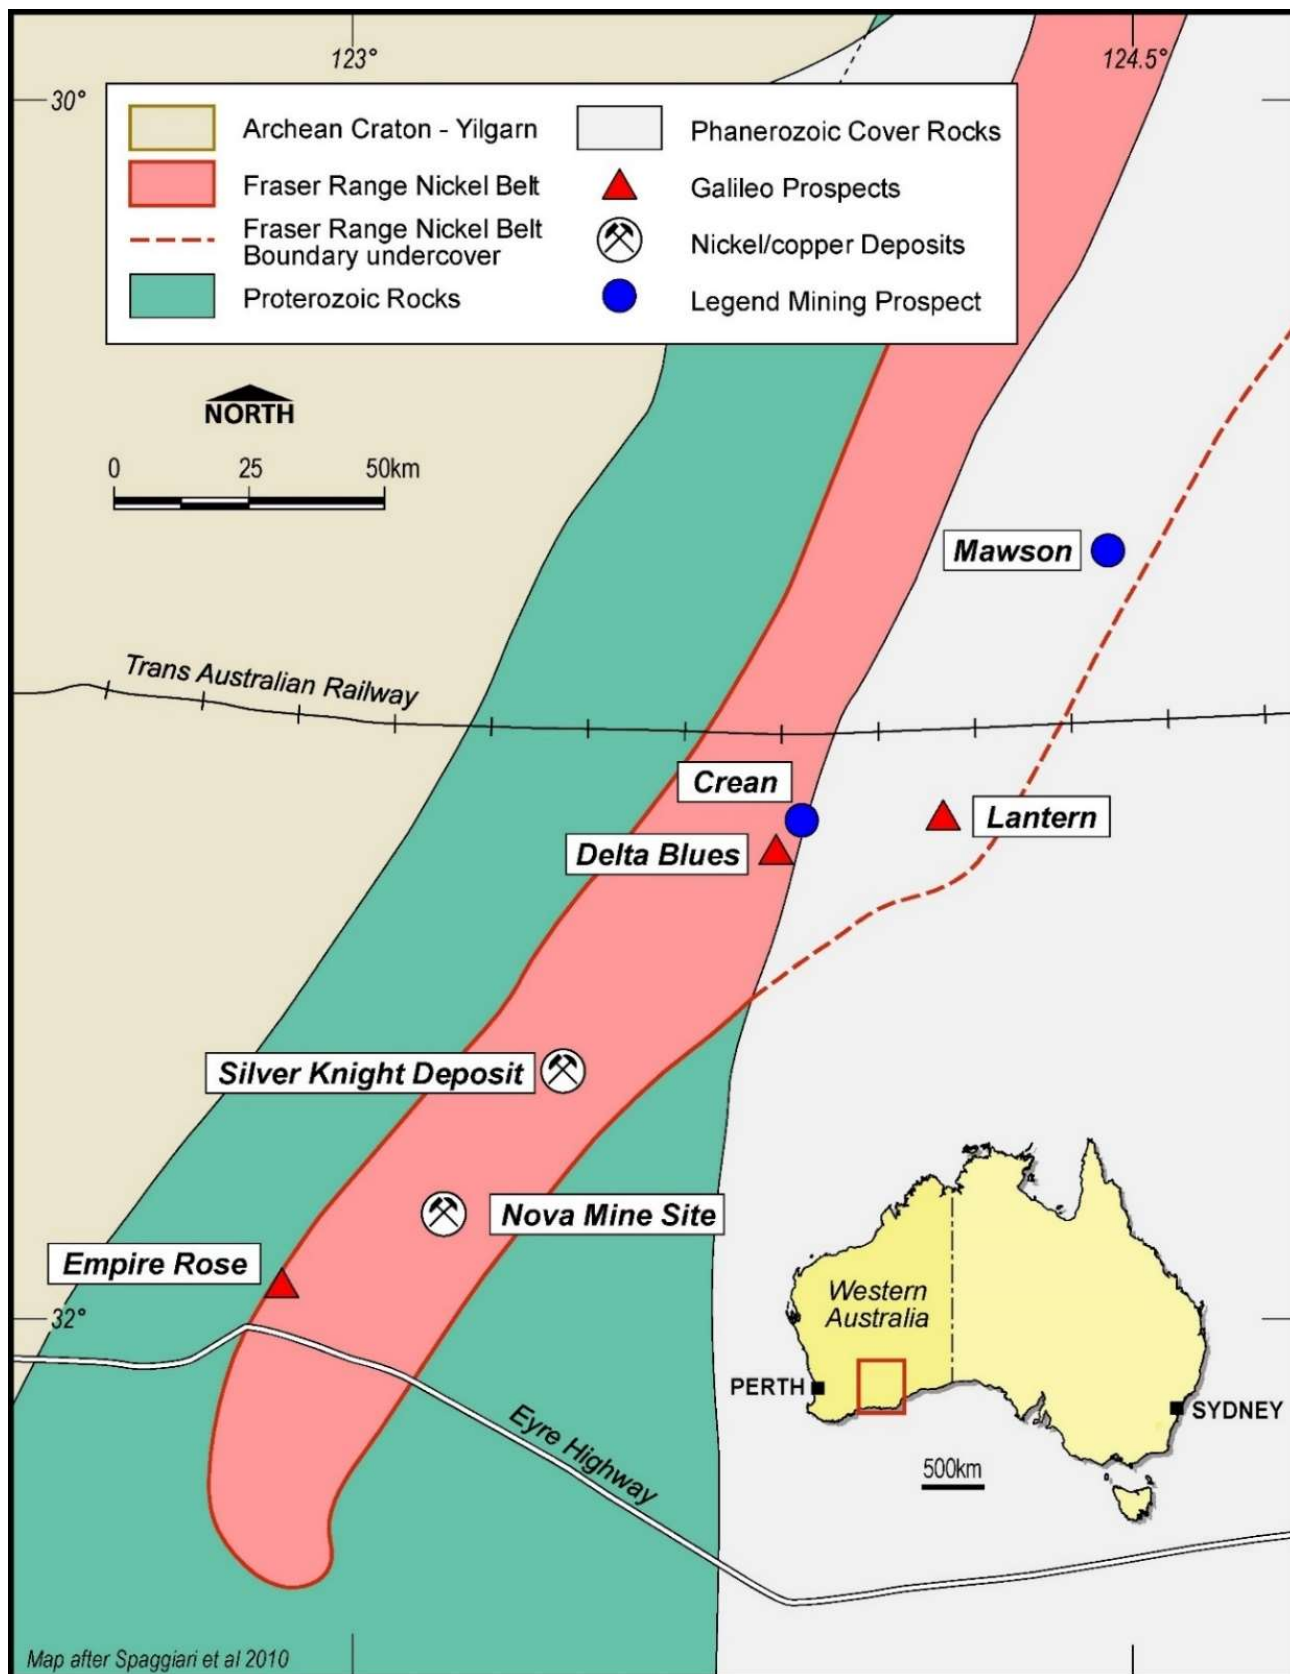 123°
124.5°
30°
Archean Craton - Yilgarn
Fraser Range Nickel Belt
Fraser Range Nickel Belt
Boundary undercover
Proterozoic Rocks
Phanerozoic Cover Rocks
Galileo Prospects
Nickel/copper Deposits
Legend Mining Prospect
NORTH
0 25 50km
Mawson
Trans Australian Railway
Crean
Lantern
Delta Blues
Silver Knight Deposit
Nova Mine Site
Empire Rose
32°
Eyre Highway
Western
Australia
PERTH
SYDNEY
500km
Map after Spaggiari et al 2010